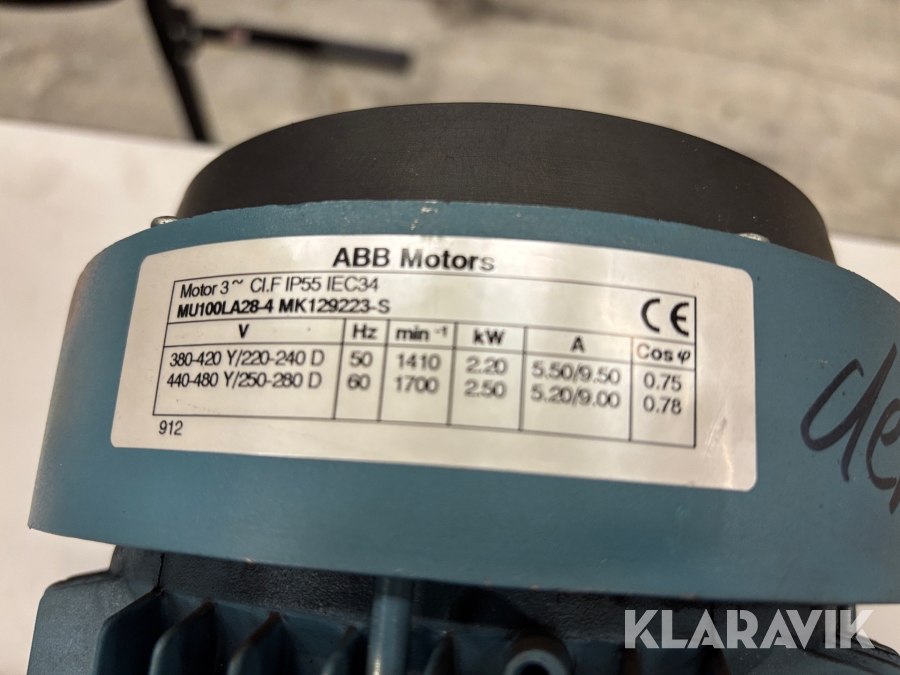 ABB Motors
Motor 3~ Cl.F IP55 IEC34
MU100LA28-4 MK129223-S
CE
V Hz min -1 kW A Cos φ
380-420 Y/220-240 D 50 1410 2.20 5.50/9.50 0.75
440-480 Y/250-280 D 60 1700 2.50 5.20/9.00 0.78
912
KLARAVIK